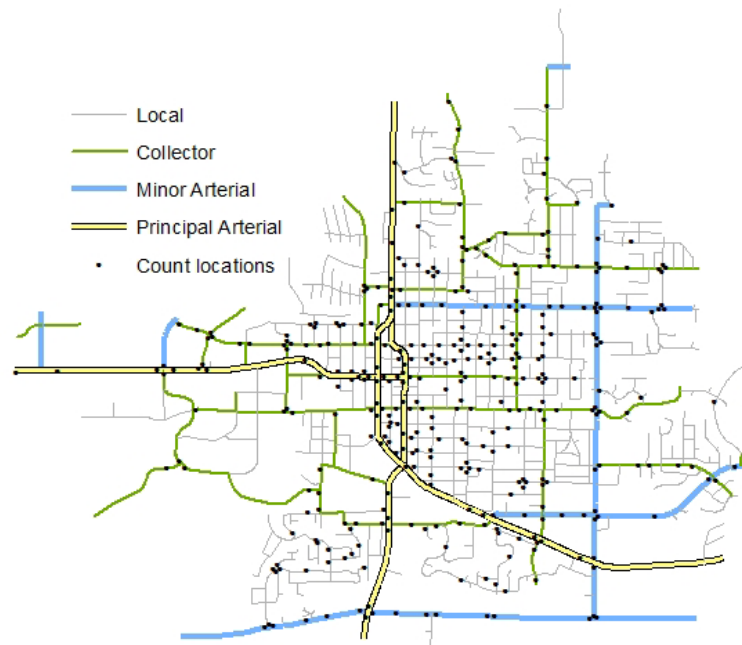 Local
Collector
Minor Arterial
Principal Arterial
Count locations